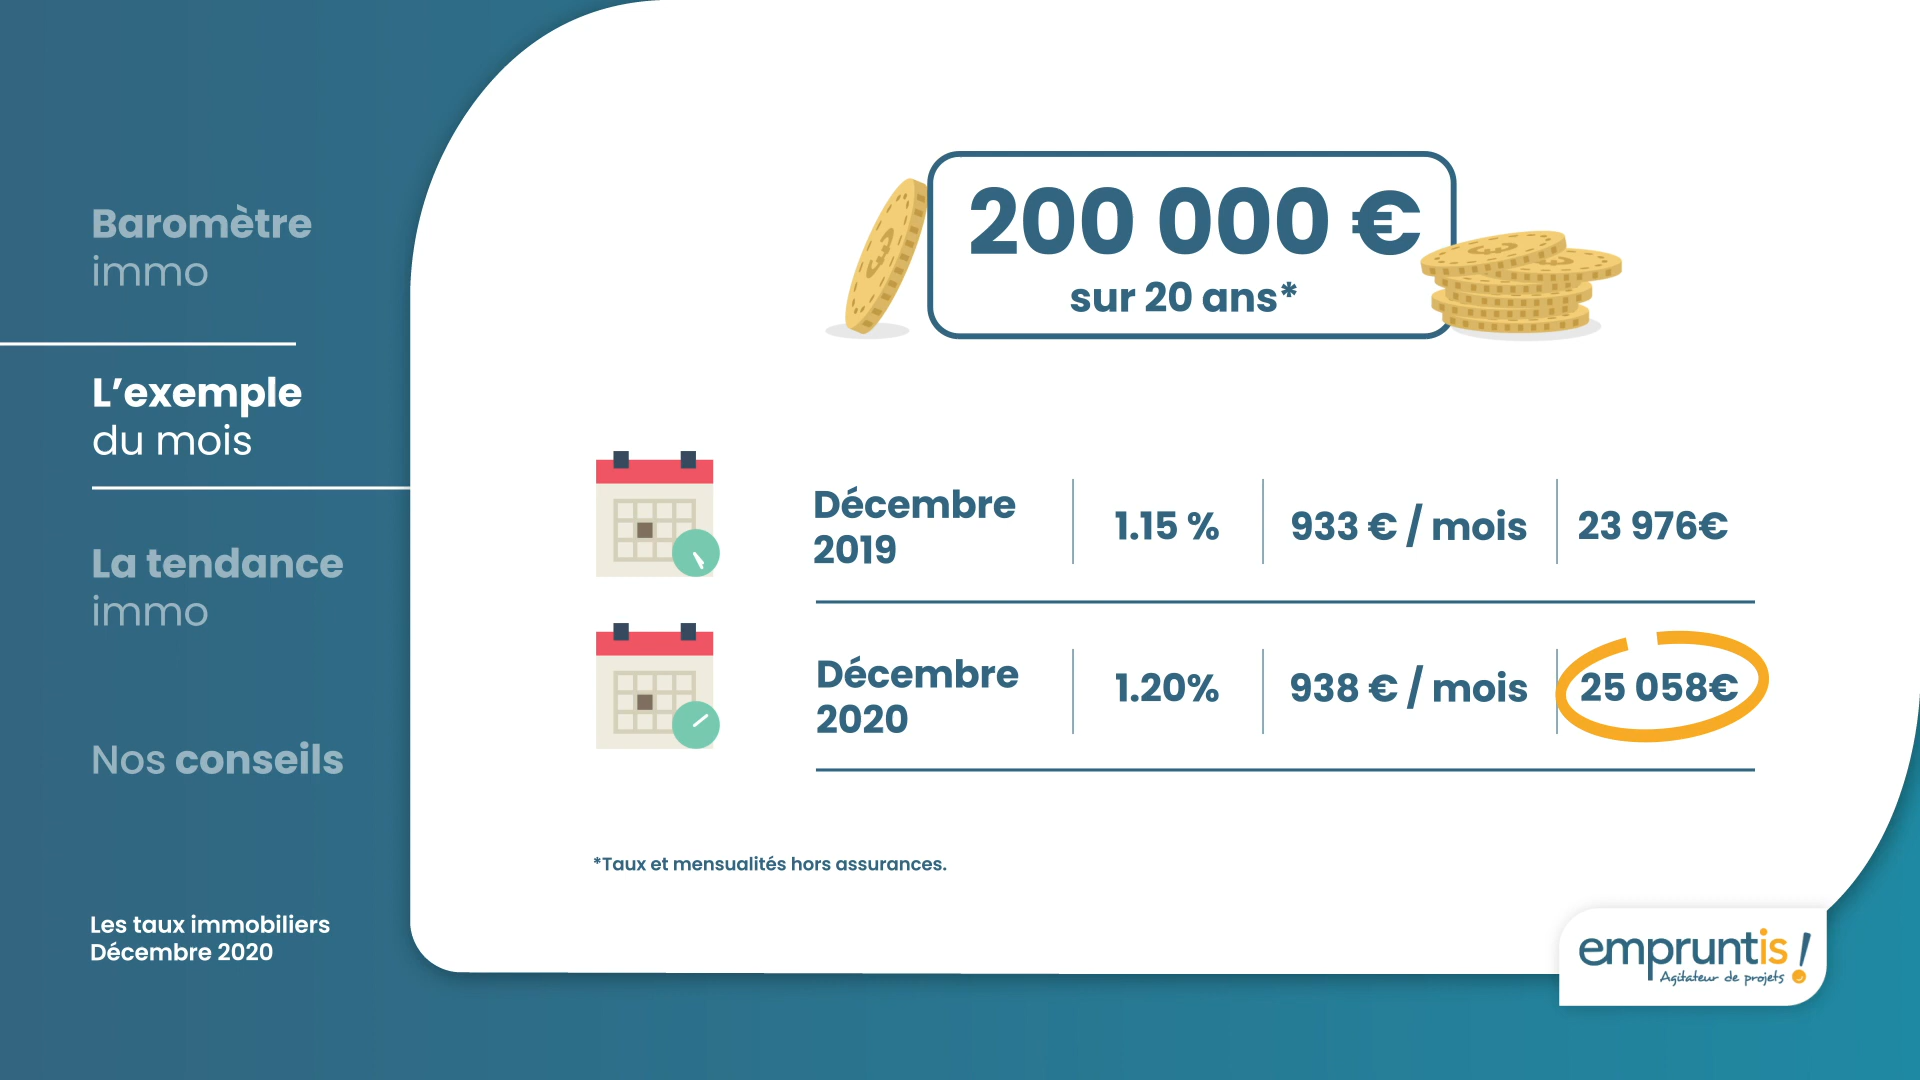 Baromètre
immo
L’exemple
du mois
La tendance
immo
Nos conseils
Les taux immobiliers
Décembre 2020
200 000 €
sur 20 ans*
Décembre
2019
1.15 %
933 € / mois
23 976€
Décembre
2020
1.20%
938 € / mois
25 058€
*Taux et mensualités hors assurances.
empruntis !
Agitateur de projets